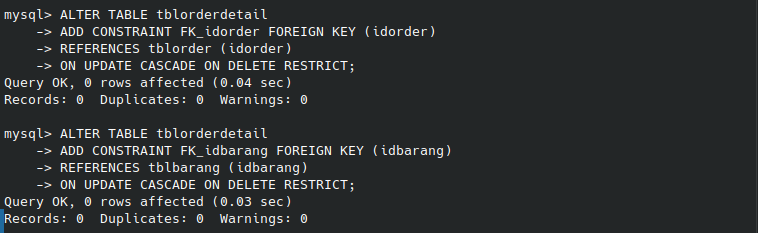 mysql> ALTER TABLE tblorderdetail
    -> ADD CONSTRAINT FK_idorder FOREIGN KEY (idorder)
    -> REFERENCES tblorder (idorder)
    -> ON UPDATE CASCADE ON DELETE RESTRICT;
Query OK, 0 rows affected (0.04 sec)
Records: 0  Duplicates: 0  Warnings: 0

mysql> ALTER TABLE tblorderdetail
    -> ADD CONSTRAINT FK_idbarang FOREIGN KEY (idbarang)
    -> REFERENCES tblbarang (idbarang)
    -> ON UPDATE CASCADE ON DELETE RESTRICT;
Query OK, 0 rows affected (0.03 sec)
Records: 0  Duplicates: 0  Warnings: 0